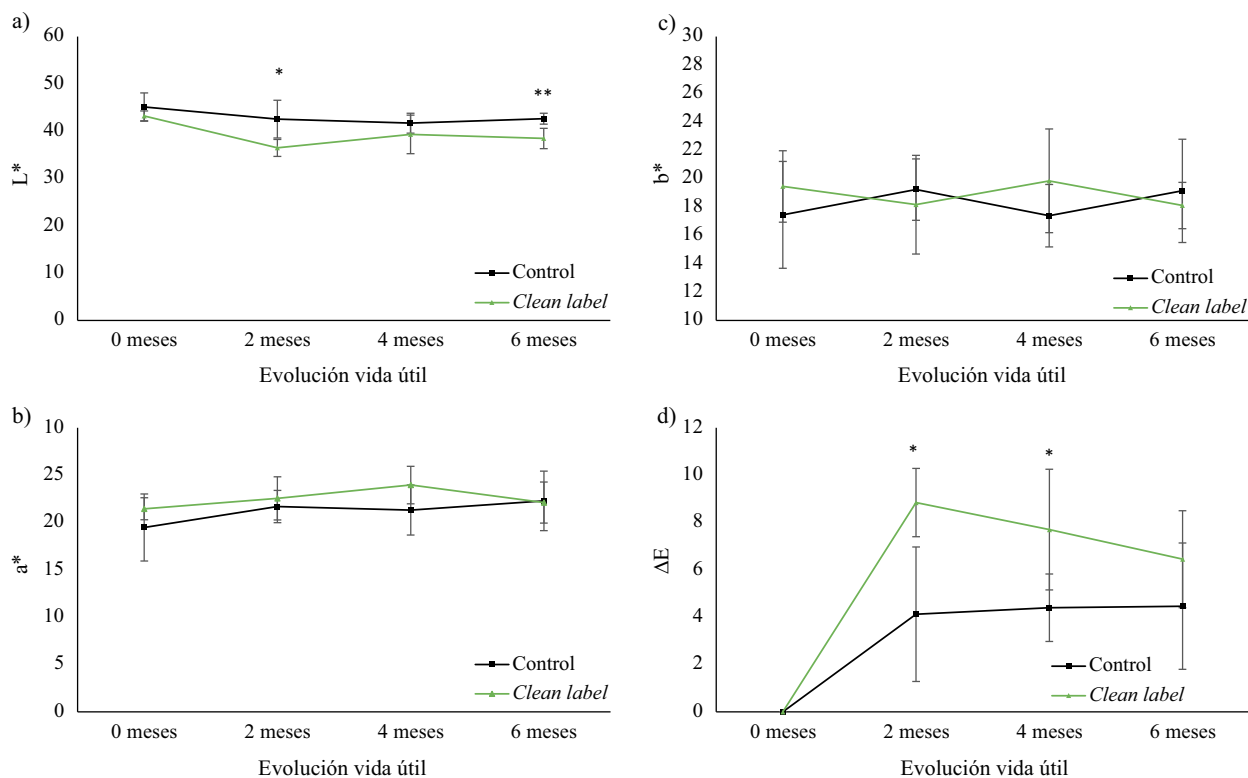 a)
60
50
40
30
20
10
0
L*
*
**
Control
Clean label
0 meses 2 meses 4 meses 6 meses
Evolución vida útil
c)
30
28
26
24
22
20
18
16
14
12
10
b*
Control
Clean label
0 meses 2 meses 4 meses 6 meses
Evolución vida útil
b)
10
25
20
15
10
5
0
a*
Control
Clean label
0 meses 2 meses 4 meses 6 meses
Evolución vida útil
d)
12
10
8
6
4
2
0
ΔE
*
*
Control
Clean label
0 meses 2 meses 4 meses 6 meses
Evolución vida útil